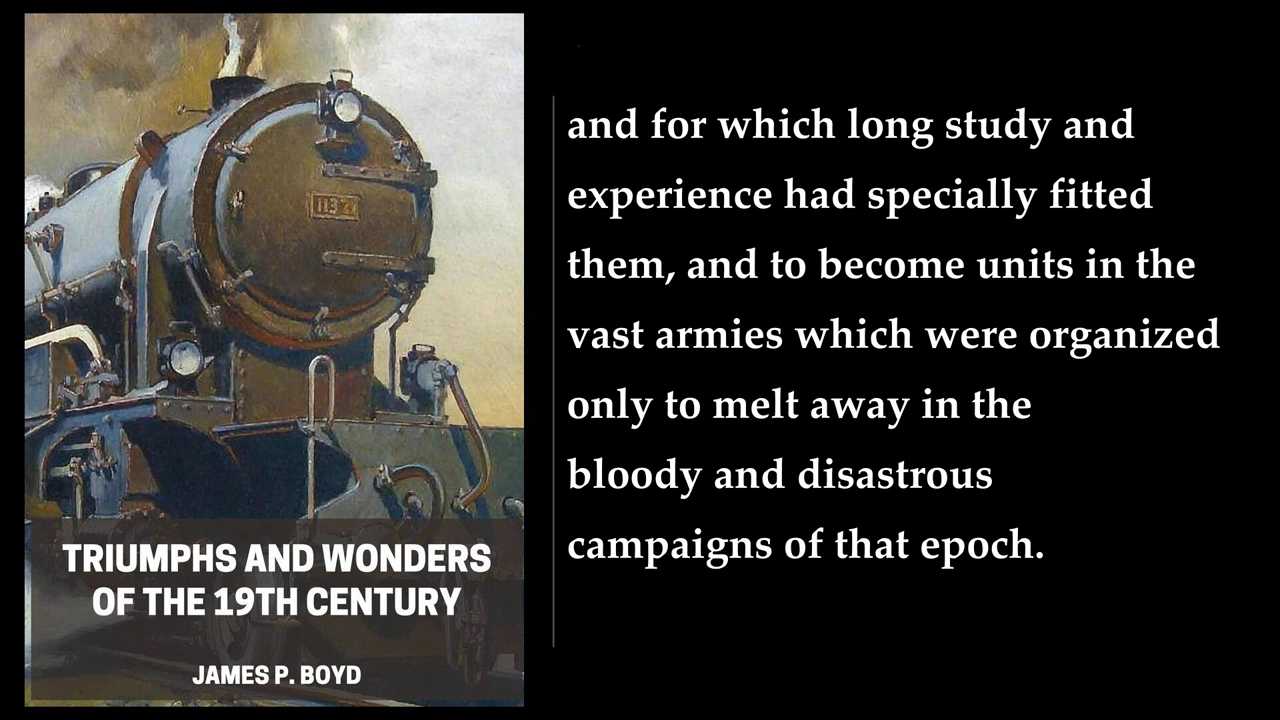 1132
TRIUMPHS AND WONDERS
OF THE 19TH CENTURY
JAMES P. BOYD
and for which long study and
experience had specially fitted
them, and to become units in the
vast armies which were organized
only to melt away in the
bloody and disastrous
campaigns of that epoch.